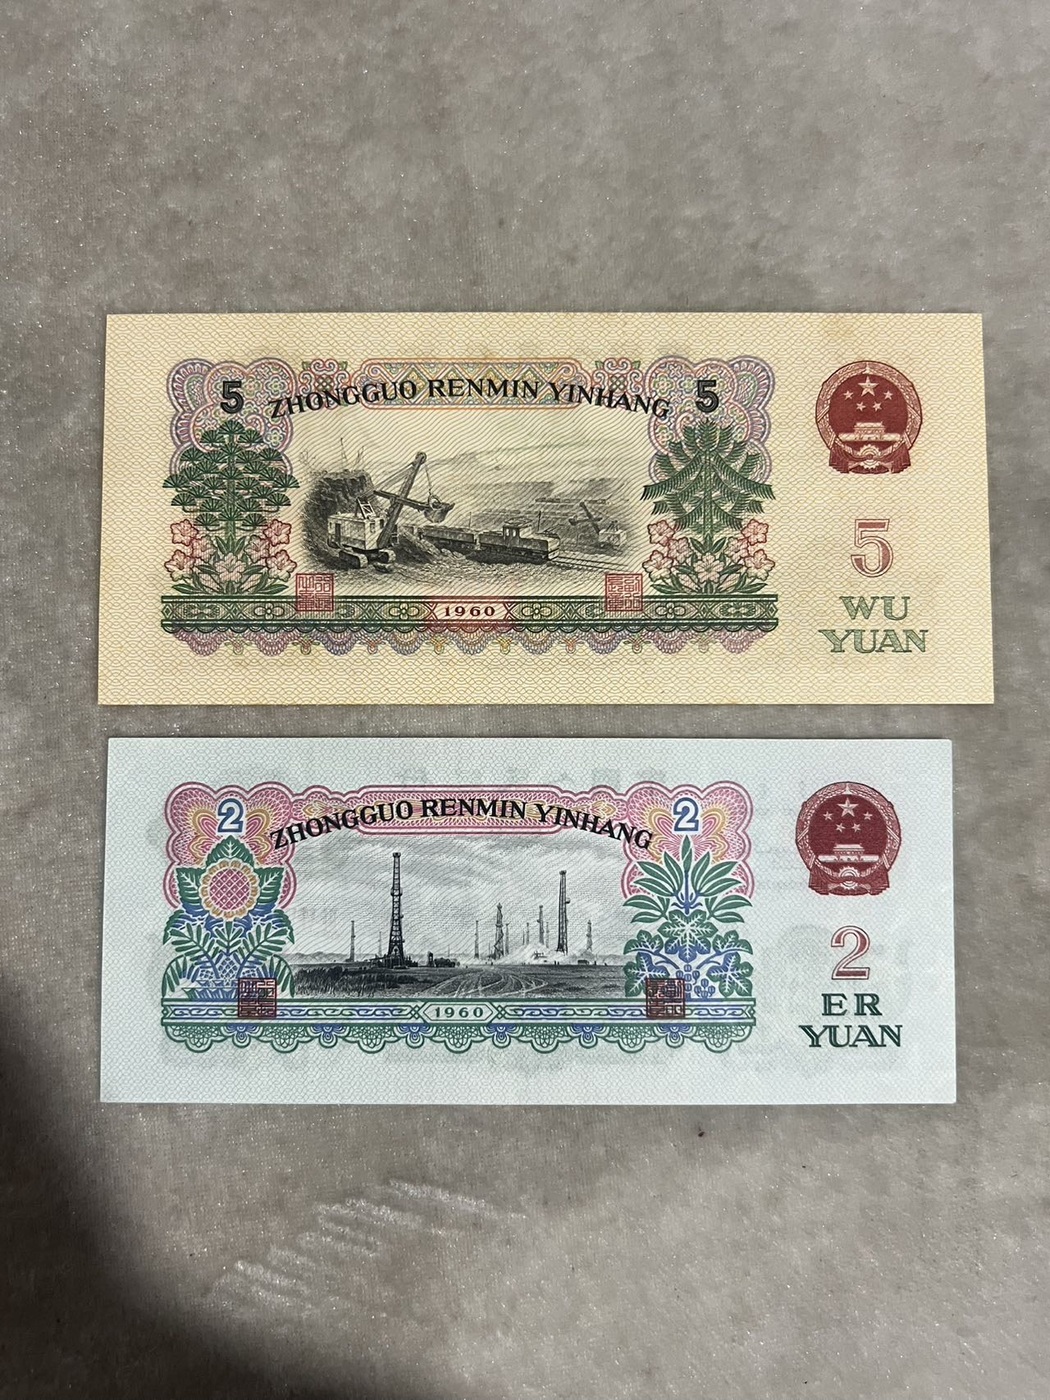 5 ZHONGGUO RENMIN YINHANG 5
5
WU
YUAN
1960
2 ZHONGGUO RENMIN YINHANG 2
2
ER
YUAN
1960